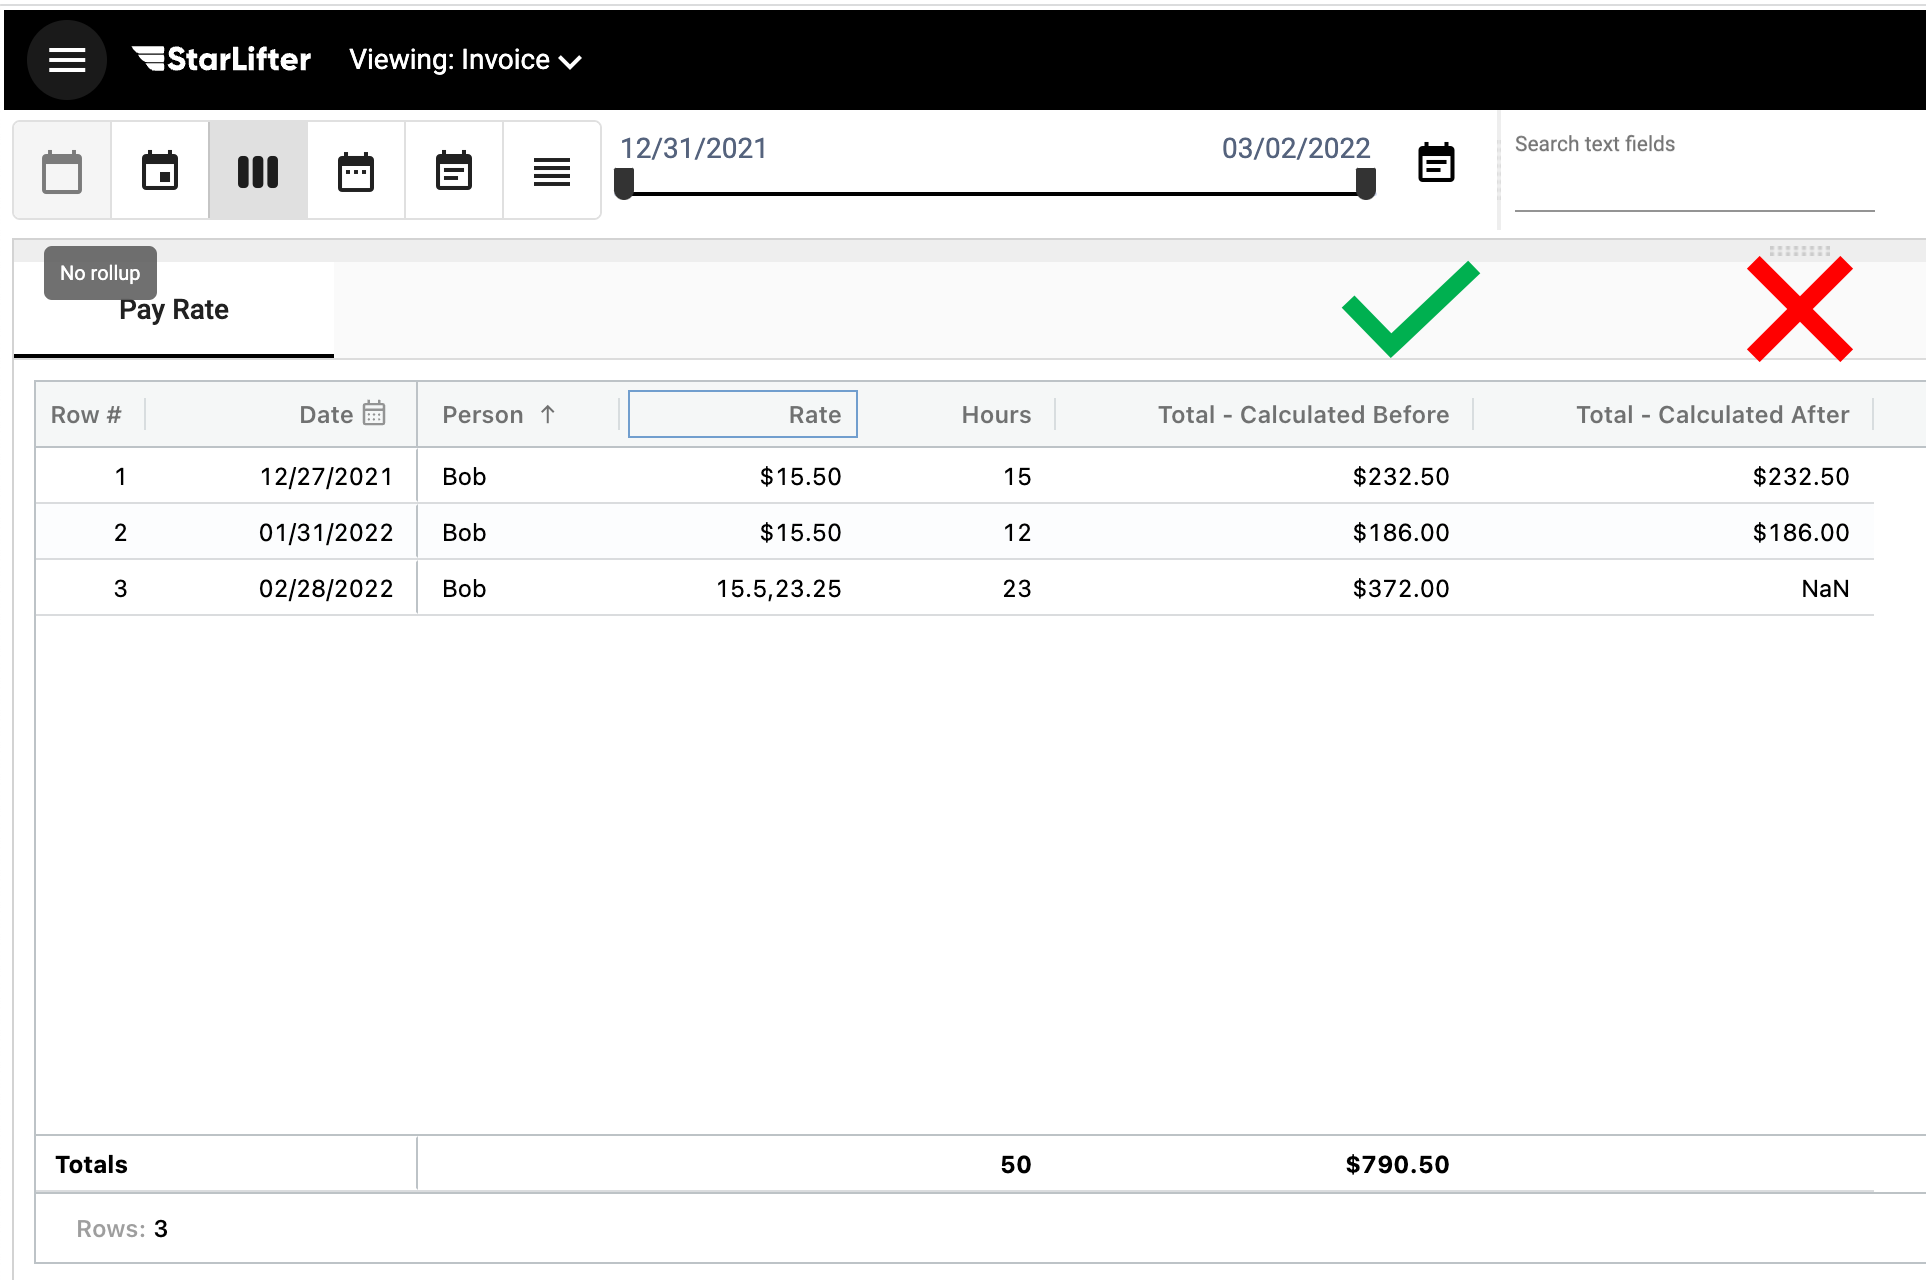 StarLifter Viewing: Invoice
12/31/2021 03/02/2022 Search text fields
No rollup
Pay Rate
Row # Date Person ↑ Rate Hours Total - Calculated Before Total - Calculated After
1 12/27/2021 Bob $15.50 15 $232.50 $232.50
2 01/31/2022 Bob $15.50 12 $186.00 $186.00
3 02/28/2022 Bob 15.5,23.25 23 $372.00 NaN
Totals 50 $790.50
Rows: 3